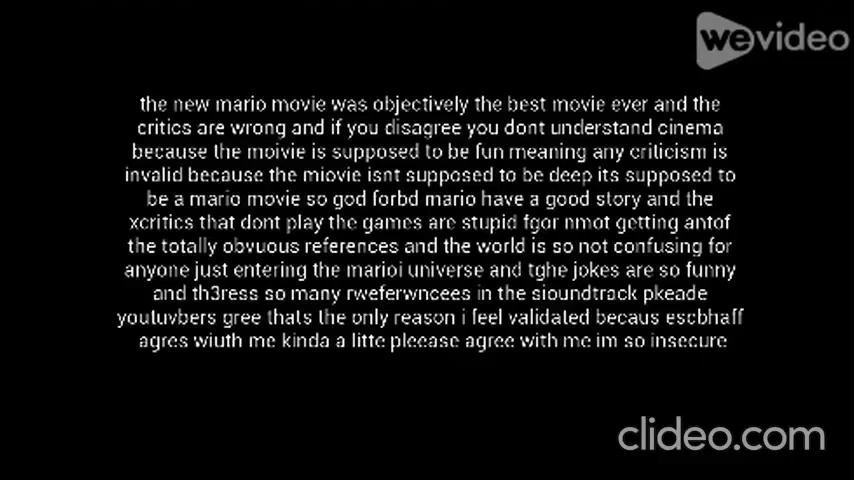 wevideo
the new mario movie was objectively the best movie ever and the
critics are wrong and if you disagree you dont understand cinema
because the moivie is supposed to be fun meaning any criticism is
invalid because the miovie isnt supposed to be deep its supposed to
be a mario movie so god forbd mario have a good story and the
xcritics that dont play the games are stupid fgor nmot getting antof
the totally obvuous references and the world is so not confusing for
anyone just entering the marioi universe and tghe jokes are so funny
and th3ress so many rweferwncees in the sioundtrack pkeade
youtuvbers gree thats the only reason i feel validated becaus escbhaff
agres wiuth me kinda a litte pleease agree with me im so insecure
clideo.com